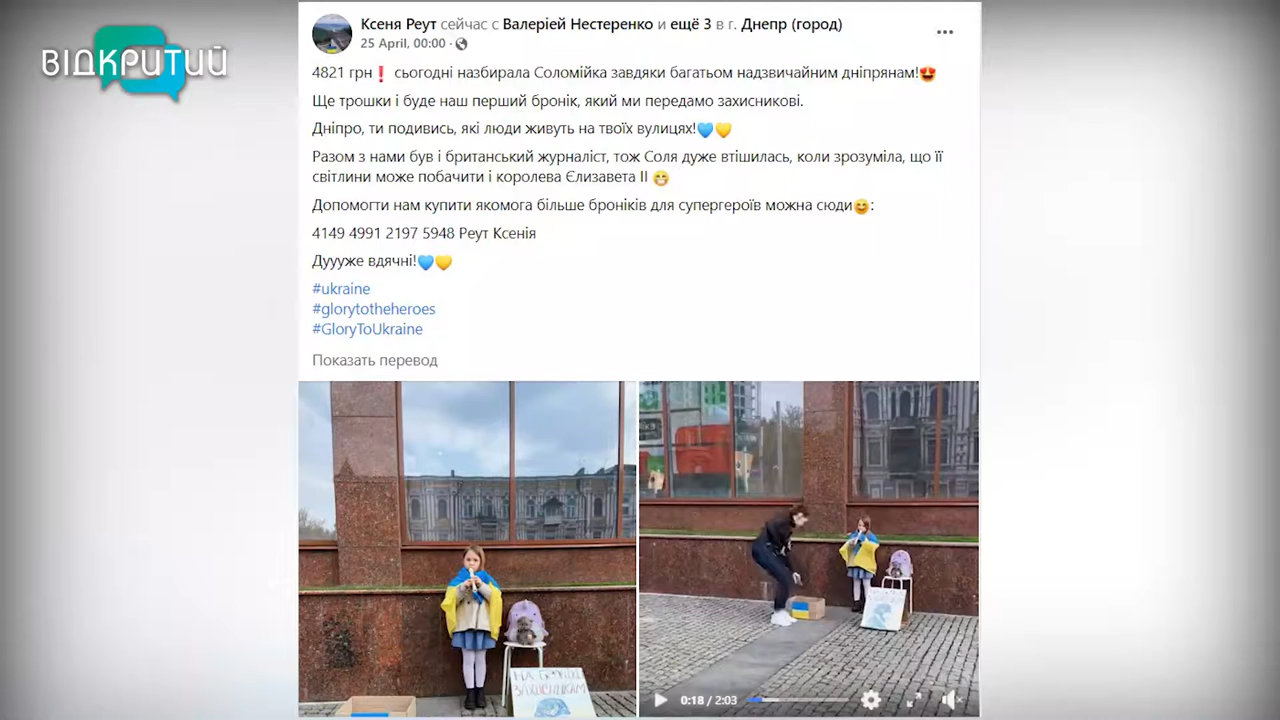 ВІДКРИТИЙ
Ксеня Реут сейчас с Валеріей Нестеренко и ещё 3 в г. Днепр (город)
25 April, 00:00
4821 грн❗ сьогодні назбирала Соломійка завдяки багатьом надзвичайним дніпрянам!😍
Ще трошки і буде наш перший бронік, який ми передамо захисникові.
Дніпро, ти подивись, які люди живуть на твоїх вулицях!💙💛
Разом з нами був і британський журналіст, тож Соля дуже втішилась, коли зрозуміла, що її
світлини може побачити і королева Єлизавета ІІ 😁
Допомогти нам купити якомога більше броніків для супергероїв можна сюди😊:
4149 4991 2197 5948 Реут Ксенія
Дуууже вдячні!💙💛
#ukraine
#glorytotheheroes
#GloryToUkraine
Показать перевод
НА БРОНІКИ
ЗАХИСНИКАМ
0:18 / 2:03